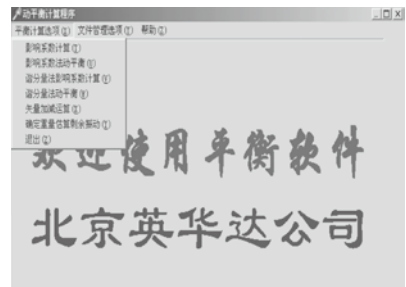 动平衡计算程序
平衡计算选项(C) 文件管理选项(F) 帮助(H)
影响系数计算(I)
影响系数法动平衡(J)
谐分量法影响系数计算(V)
谐分量法动平衡(W)
矢量加减运算(X)
确定重量估算剩余振动(Y)
退出(Z)
欢迎使用平衡软件
北京英华达公司